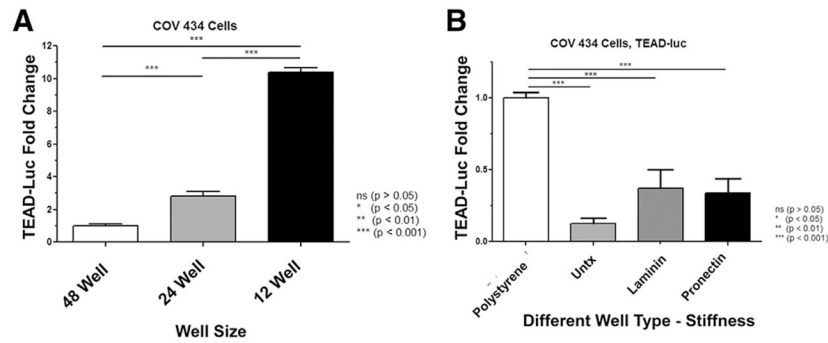 A
COV 434 Cells
***
***
***
12
10
8
6
4
2
0
TEAD-Luc Fold Change
48 Well
24 Well
12 Well
Well Size
ns (p > 0.05)
* (p < 0.05)
** (p < 0.01)
*** (p < 0.001)
B
COV 434 Cells, TEAD-luc
***
***
***
1.0
0.5
0.0
TEAD-Luc Fold Change
Polystyrene
Untx
Laminin
Pronectin
Different Well Type - Stiffness
ns (p > 0.05)
* (p < 0.05)
** (p < 0.01)
*** (p < 0.001)